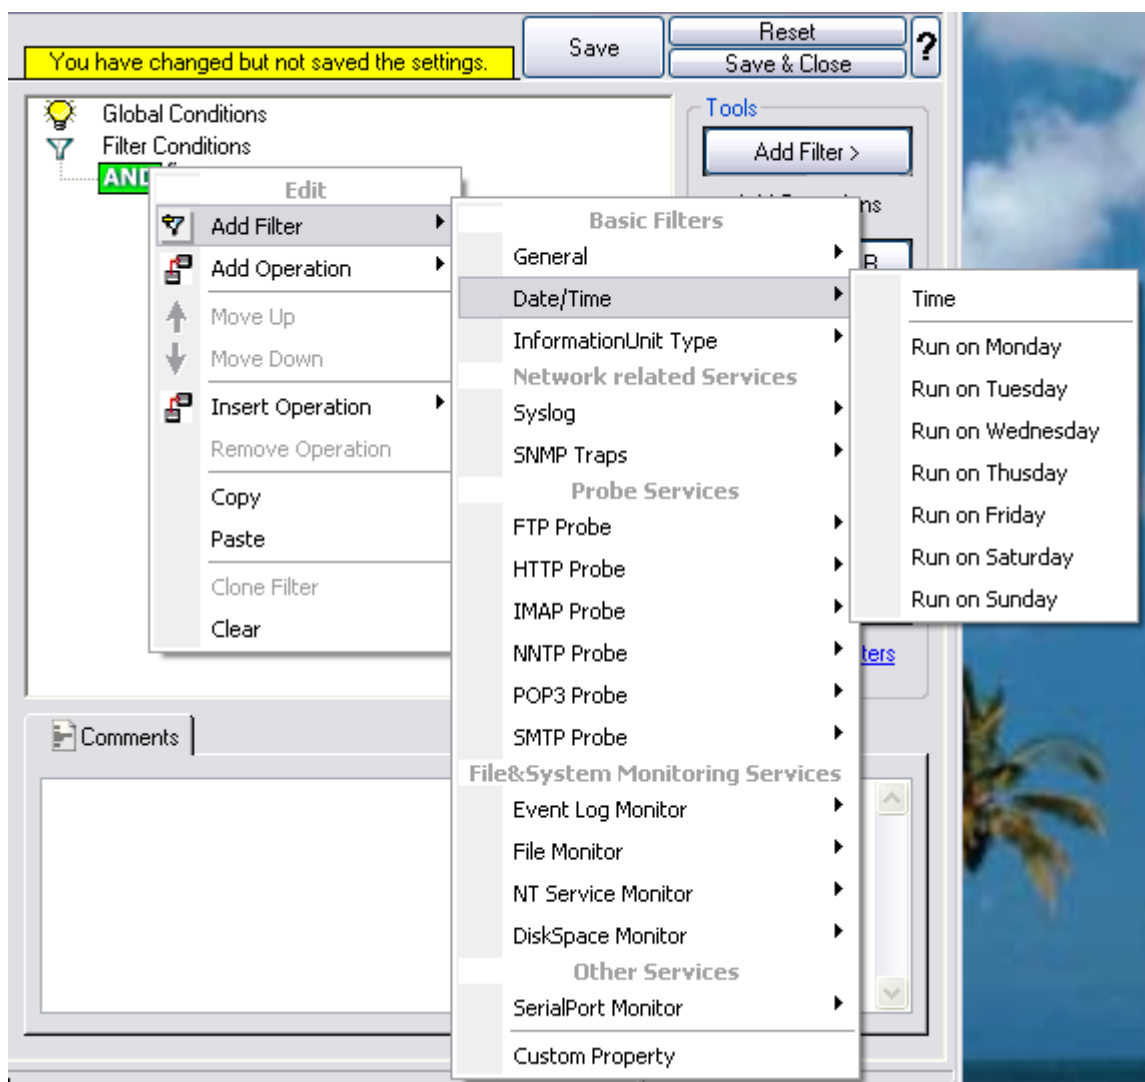 You have changed but not saved the settings.
Save
Reset
Save & Close
?
Global Conditions
Filter Conditions
AND
Tools
Add Filter >
Edit
Add Filter
Add Operation
Move Up
Move Down
Insert Operation
Remove Operation
Copy
Paste
Clone Filter
Clear
Basic Filters
General
Date/Time
InformationUnit Type
Network related Services
Syslog
SNMP Traps
Probe Services
FTP Probe
HTTP Probe
IMAP Probe
NNTP Probe
POP3 Probe
SMTP Probe
File&System Monitoring Services
Event Log Monitor
File Monitor
NT Service Monitor
DiskSpace Monitor
Other Services
SerialPort Monitor
Custom Property
Time
Run on Monday
Run on Tuesday
Run on Wednesday
Run on Thusday
Run on Friday
Run on Saturday
Run on Sunday
Comments